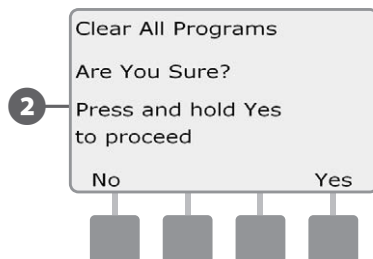 Clear All Programs
Are You Sure?
2
Press and hold Yes
to proceed
No Yes